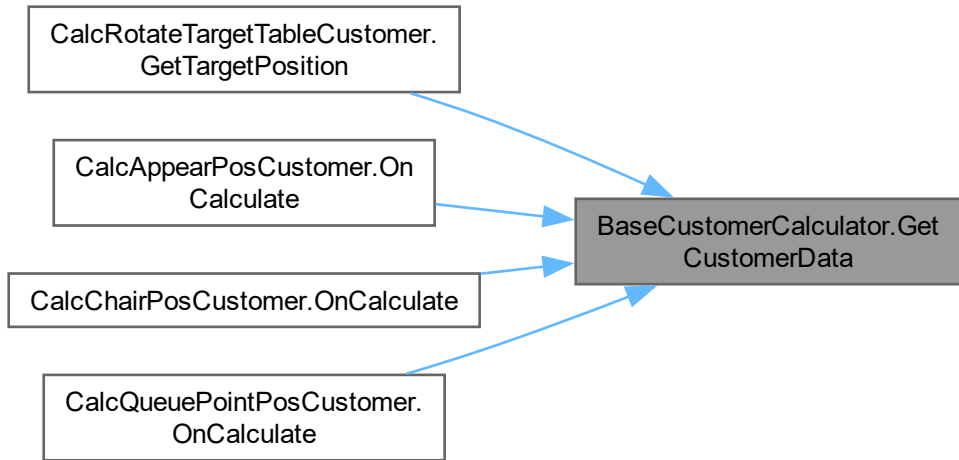 CalcRotateTargetTableCustomer.
GetTargetPosition
CalcAppearPosCustomer.On
Calculate
BaseCustomerCalculator.Get
CustomerData
CalcChairPosCustomer.OnCalculate
CalcQueuePointPosCustomer.
OnCalculate